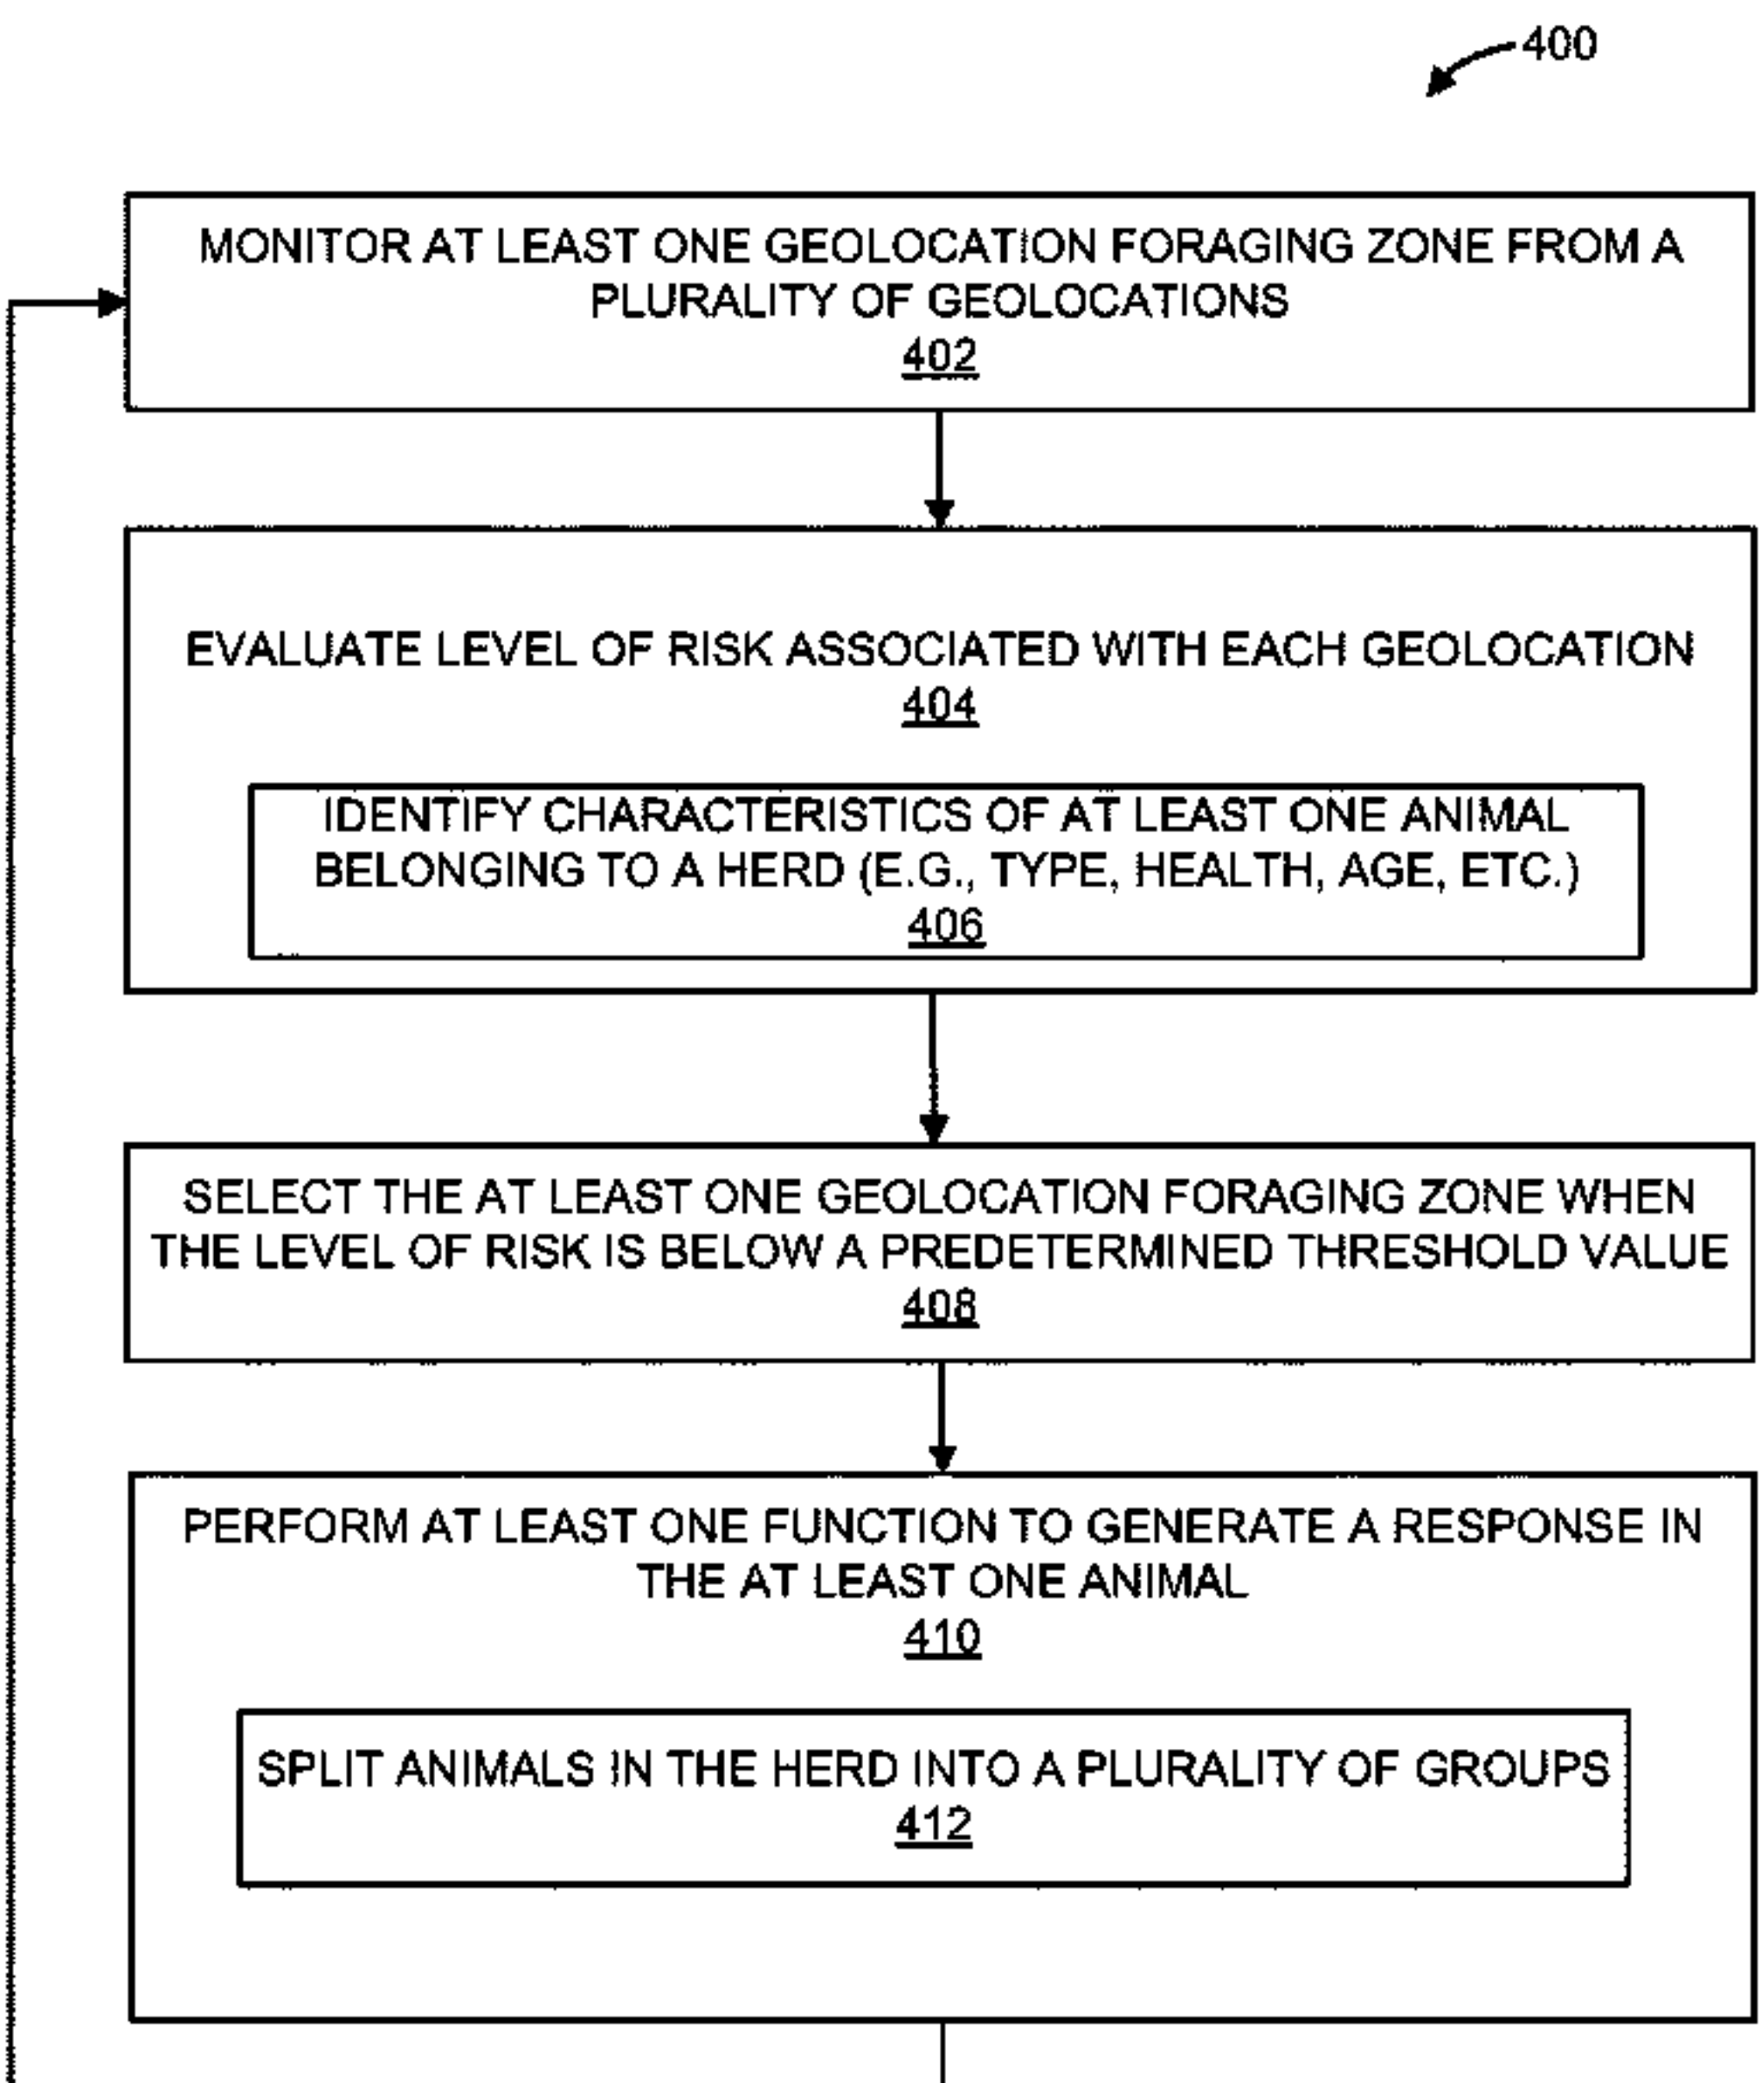 400
MONITOR AT LEAST ONE GEOLOCATION FORAGING ZONE FROM A
PLURALITY OF GEOLOCATIONS
402
EVALUATE LEVEL OF RISK ASSOCIATED WITH EACH GEOLOCATION
404
IDENTIFY CHARACTERISTICS OF AT LEAST ONE ANIMAL
BELONGING TO A HERD (E.G., TYPE, HEALTH, AGE, ETC.)
406
SELECT THE AT LEAST ONE GEOLOCATION FORAGING ZONE WHEN
THE LEVEL OF RISK IS BELOW A PREDETERMINED THRESHOLD VALUE
408
PERFORM AT LEAST ONE FUNCTION TO GENERATE A RESPONSE IN
THE AT LEAST ONE ANIMAL
410
SPLIT ANIMALS IN THE HERD INTO A PLURALITY OF GROUPS
412